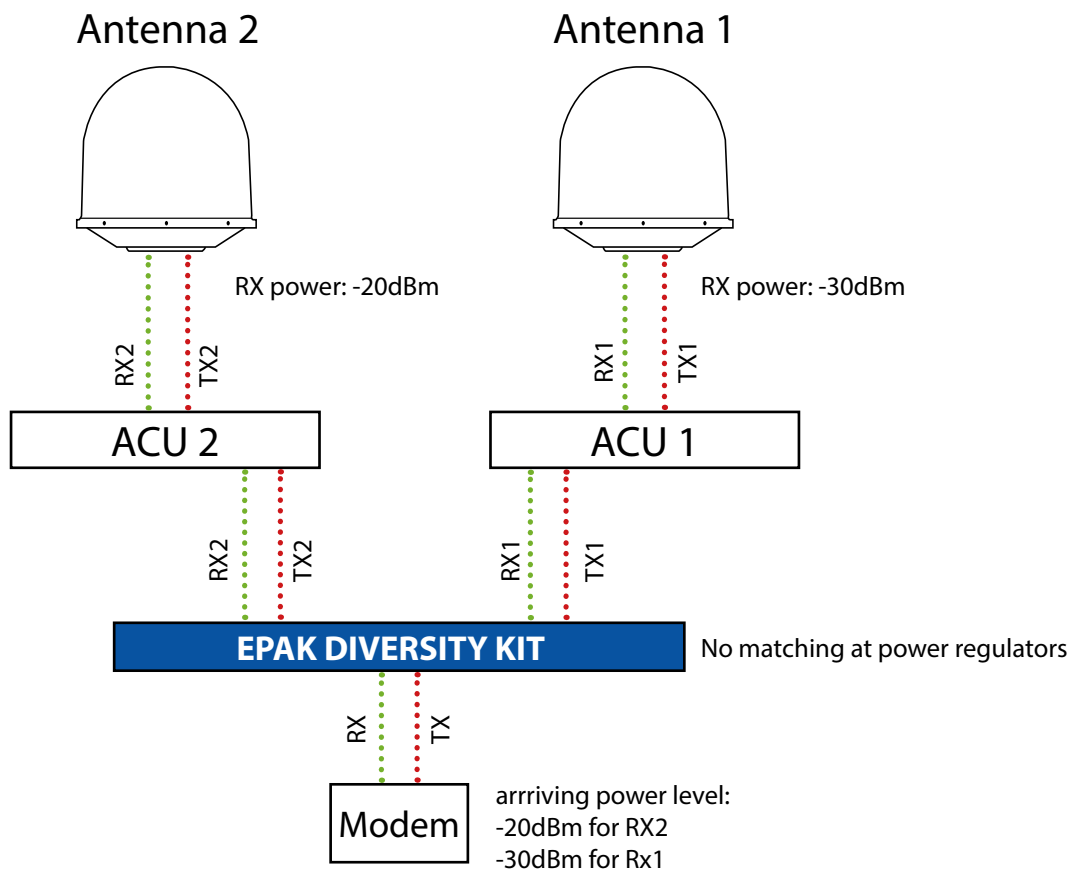 Antenna 2
Antenna 1
RX power: -20dBm
RX power: -30dBm
RX2
TX2
RX1
TX1
ACU 2
ACU 1
RX2
TX2
RX1
TX1
EPAK DIVERSITY KIT
No matching at power regulators
RX
TX
Modem
arrriving power level:
-20dBm for RX2
-30dBm for Rx1